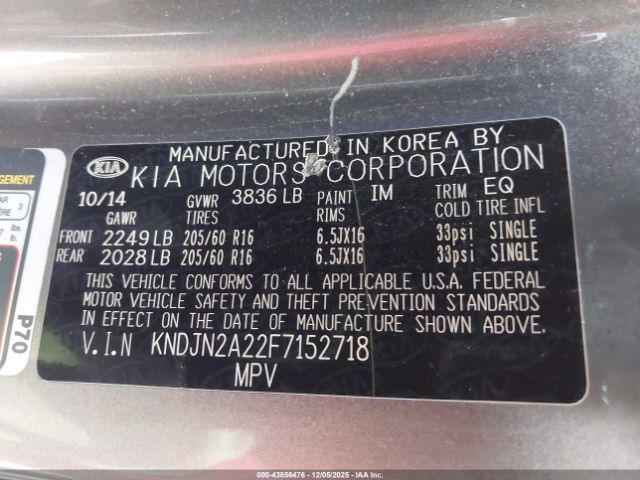 MANUFACTURED IN KOREA BY
KIA KIA MOTORS CORPORATION
10/14 GVWR 3836 LB PAINT IM TRIM EQ
GAWR TIRES RIMS COLD TIRE INFL
FRONT 2249 LB 205/60 R16 6.5JX16 33psi SINGLE
REAR 2028 LB 205/60 R16 6.5JX16 33psi SINGLE
THIS VEHICLE CONFORMS TO ALL APPLICABLE U.S.A. FEDERAL
MOTOR VEHICLE SAFETY AND THEFT PREVENTION STANDARDS
IN EFFECT ON THE DATE OF MANUFACTURE SHOWN ABOVE.
V.I.N KNDJN2A22F7152718
MPV
P70
000-43856476 - 12/05/2025 - IAAI.COM